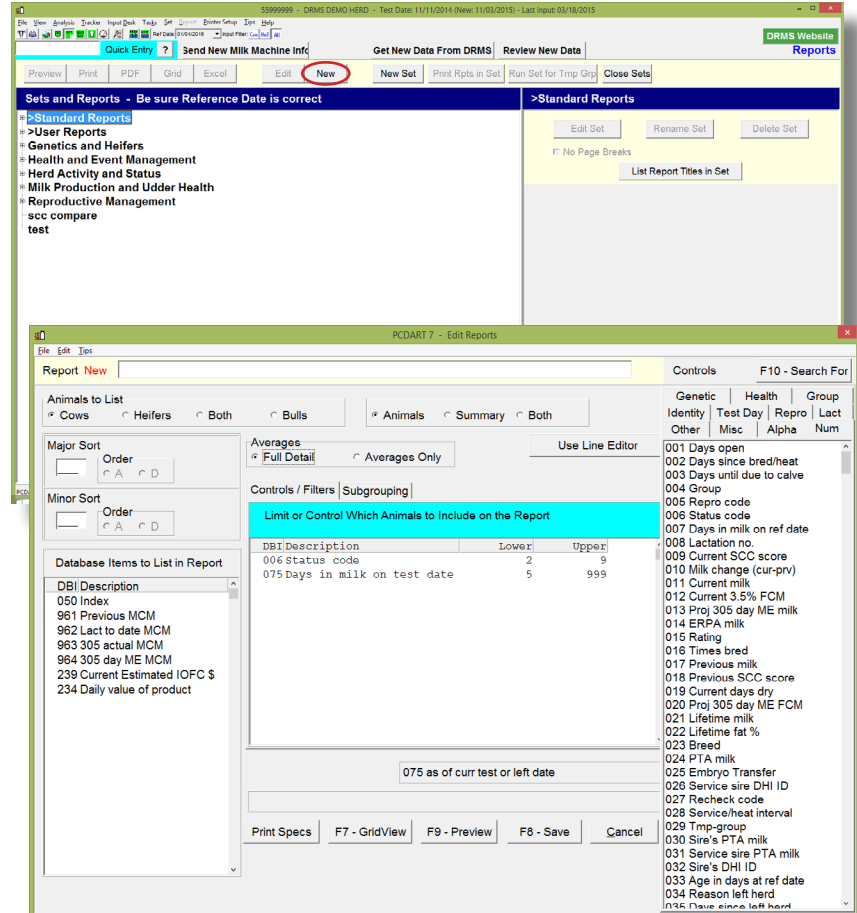 55999999 - DRMS DEMO HERD - Test Date: 11/11/2014 (New: 11/03/2015) - Last Input: 03/18/2015
File View Analysis Tracker Input Desk Tasks Set Report Printer Setup Tips Help
Ref Date 01/04/2016 Input Filter: Cow Heif All
DRMS Website
Quick Entry ? Send New Milk Machine Info Get New Data From DRMS Review New Data Reports
Preview Print PDF Grid Excel Edit New New Set Print Rpts in Set Run Set for Tmp Grp Close Sets
Sets and Reports - Be sure Reference Date is correct
>Standard Reports
>User Reports
Genetics and Heifers
Health and Event Management
Herd Activity and Status
Milk Production and Udder Health
Reproductive Management
scc compare
test
>Standard Reports
Edit Set Rename Set Delete Set
No Page Breaks
List Report Titles in Set
PCDART 7 - Edit Reports
File Edit Tips
Report New
Controls F10 - Search For
Animals to List
Cows Heifers Both Bulls
Animals Summary Both
Major Sort
Order
A D
Minor Sort
Order
A D
Averages
Full Detail Averages Only
Use Line Editor
Controls / Filters Subgrouping
Limit or Control Which Animals to Include on the Report
DBI Description Lower Upper
006 Status code 2 9
075 Days in milk on test date 5 999
Database Items to List in Report
DBI Description
050 Index
961 Previous MCM
962 Lact to date MCM
963 305 actual MCM
964 305 day ME MCM
239 Current Estimated IOFC $
234 Daily value of product
075 as of curr test or left date
Print Specs F7 - GridView F9 - Preview F8 - Save Cancel
Genetic Health Group
Identity Test Day Repro Lact
Other Misc Alpha Num
001 Days open
002 Days since bred/heat
003 Days until due to calve
004 Group
005 Repro code
006 Status code
007 Days in milk on ref date
008 Lactation no.
009 Current SCC score
010 Milk change (cur-prv)
011 Current milk
012 Current 3.5% FCM
013 Proj 305 day ME milk
014 ERPA milk
015 Rating
016 Times bred
017 Previous milk
018 Previous SCC score
019 Current days dry
020 Proj 305 day ME FCM
021 Lifetime milk
022 Lifetime fat %
023 Breed
024 PTA milk
025 Embryo Transfer
026 Service sire DHI ID
027 Recheck code
028 Service/heat interval
029 Tmp-group
030 Sire's PTA milk
031 Service sire PTA milk
032 Sire's DHI ID
033 Age in days at ref date
034 Reason left herd
035 Days since left herd